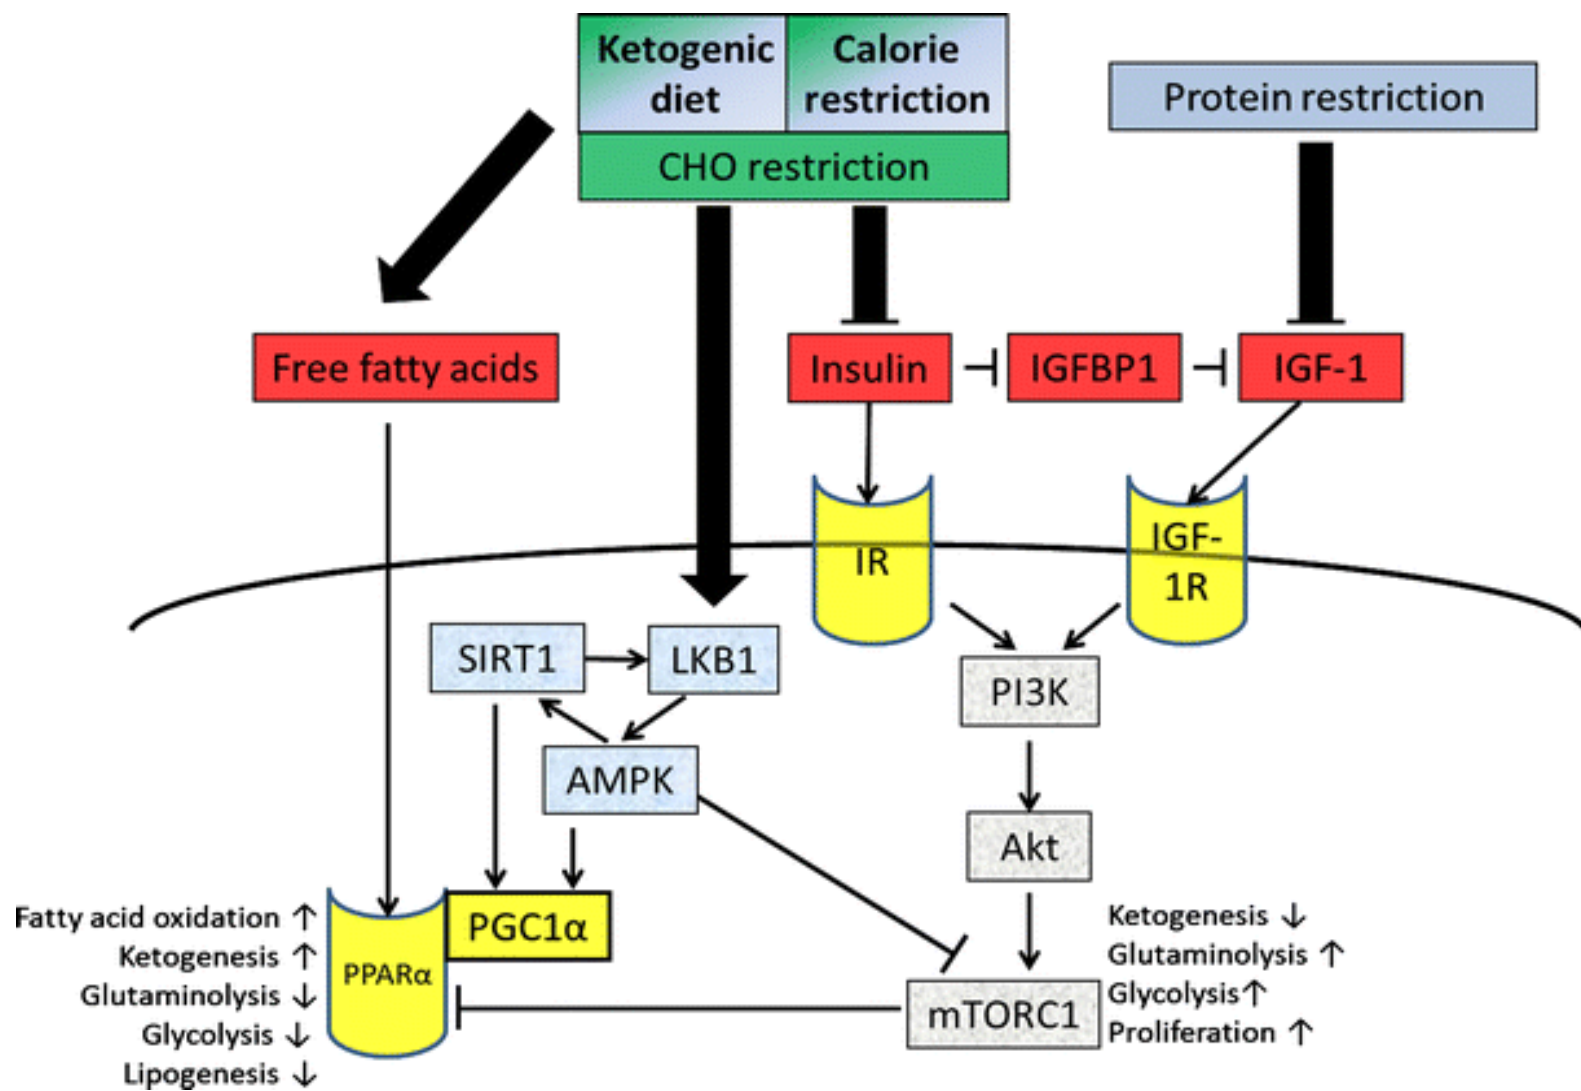 Ketogenic
diet
Calorie
restriction
CHO restriction
Protein restriction
Free fatty acids
Insulin
IGFBP1
IGF-1
IR
IGF-
1R
SIRT1
LKB1
PI3K
AMPK
Akt
PGC1α
PPARα
mTORC1
Fatty acid oxidation ↑
Ketogenesis ↑
Glutaminolysis ↓
Glycolysis ↓
Lipogenesis ↓
Ketogenesis ↓
Glutaminolysis ↑
Glycolysis↑
Proliferation ↑